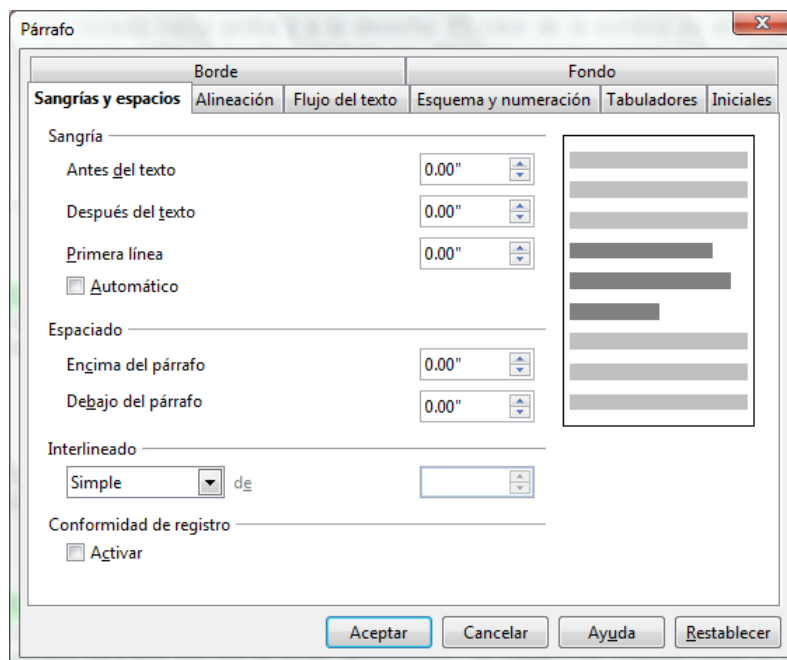 Párrafo
Borde Fondo
Sangrías y espacios Alineación Flujo del texto Esquema y numeración Tabuladores Iniciales
Sangría
Antes del texto 0.00"
Después del texto 0.00"
Primera línea 0.00"
Automático
Espaciado
Encima del párrafo 0.00"
Debajo del párrafo 0.00"
Interlineado
Simple de
Conformidad de registro
Activar
Aceptar Cancelar Ayuda Restablecer